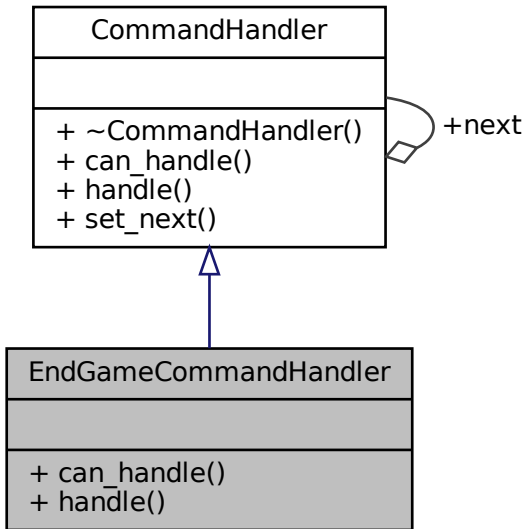 CommandHandler
+ ~CommandHandler()
+ can_handle()
+ handle()
+ set_next()
+next
EndGameCommandHandler
+ can_handle()
+ handle()